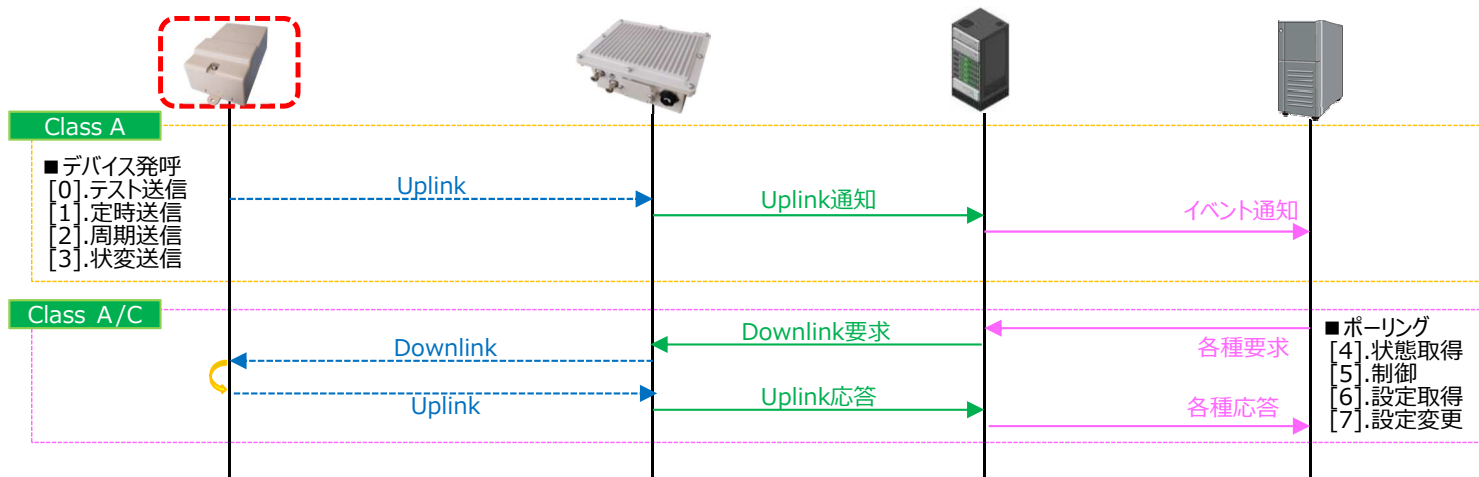 Class A
■デバイス発呼
[0].テスト送信
[1].定時送信
[2].周期送信
[3].状変送信
Uplink
Uplink通知
イベント通知
Class A/C
Downlink
Downlink要求
各種要求
Uplink
Uplink応答
各種応答
■ポーリング
[4].状態取得
[5].制御
[6].設定取得
[7].設定変更